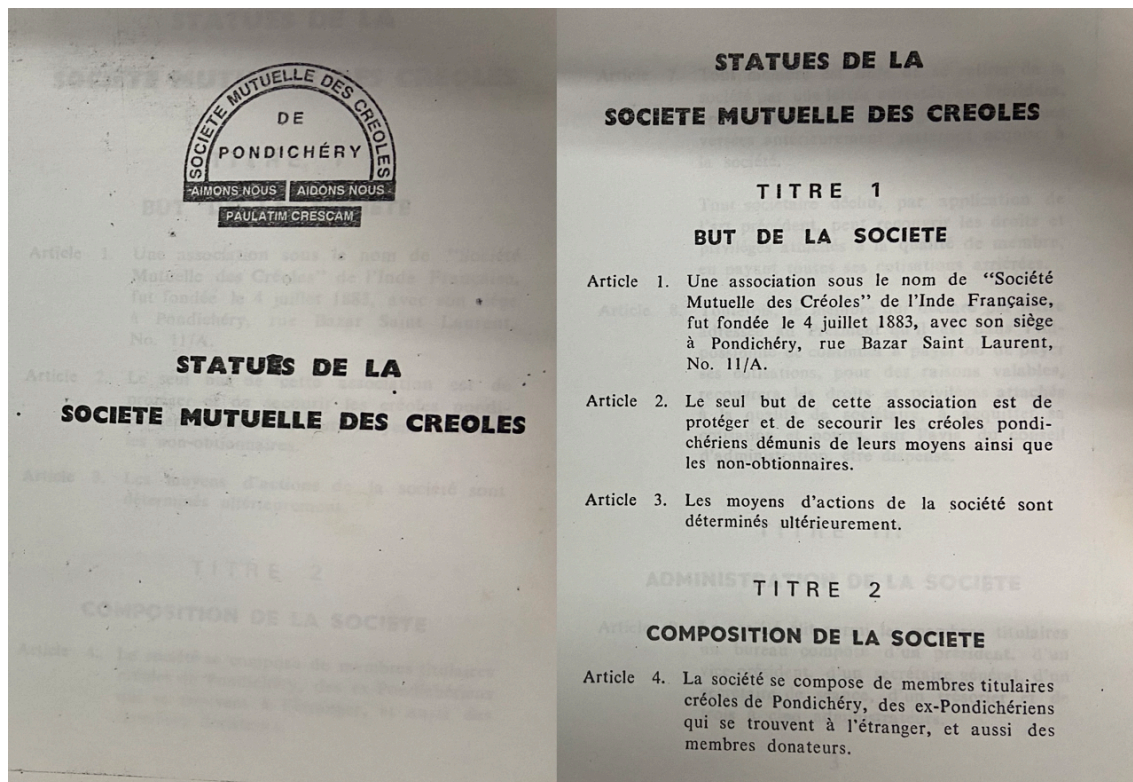 SOCIETE MUTUELLE DES CREOLES
DE
PONDICHÉRY
AIMONS NOUS AIDONS NOUS
PAULATIM CRESCAM
STATUES DE LA
SOCIETE MUTUELLE DES CREOLES
STATUES DE LA
SOCIETE MUTUELLE DES CREOLES
TITRE 1
BUT DE LA SOCIETE
Article 1. Une association sous le nom de “Société
Mutuelle des Créoles” de l’Inde Française,
fut fondée le 4 juillet 1883, avec son siège
à Pondichéry, rue Bazar Saint Laurent,
No. 11/A.
Article 2. Le seul but de cette association est de
protéger et de secourir les créoles pondi-
chériens démunis de leurs moyens ainsi que
les non-obtionnaires.
Article 3. Les moyens d’actions de la société sont
déterminés ultérieurement.
TITRE 2
COMPOSITION DE LA SOCIETE
Article 4. La société se compose de membres titulaires
créoles de Pondichéry, des ex-Pondichériens
qui se trouvent à l’étranger, et aussi des
membres donateurs.